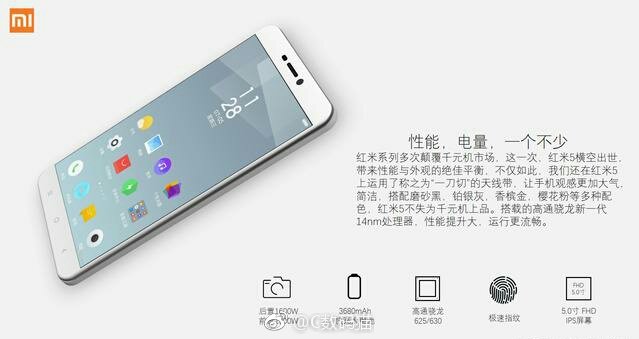 MI
11
28
07-05
性能，电量，一个不少
红米系列多次颠覆千元机市场，这一次，红米5横空出世，
带来性能与外观的绝佳平衡，不仅如此，我们还在红米5
上运用了称之为“一刀切”的天线带，让手机观感更加大气，
简洁，搭配磨砂黑，铂银灰，香槟金，樱花粉等多种配
色，红米5不失为千元机上品。搭载的高通骁龙新一代
14nm处理器，性能提升大，运行更流畅。
后置1600W
3680mAh
高通骁龙
625/630
极速指纹
FHD
5.0寸
5.0寸 FHD
IPS屏幕
@C数码猫